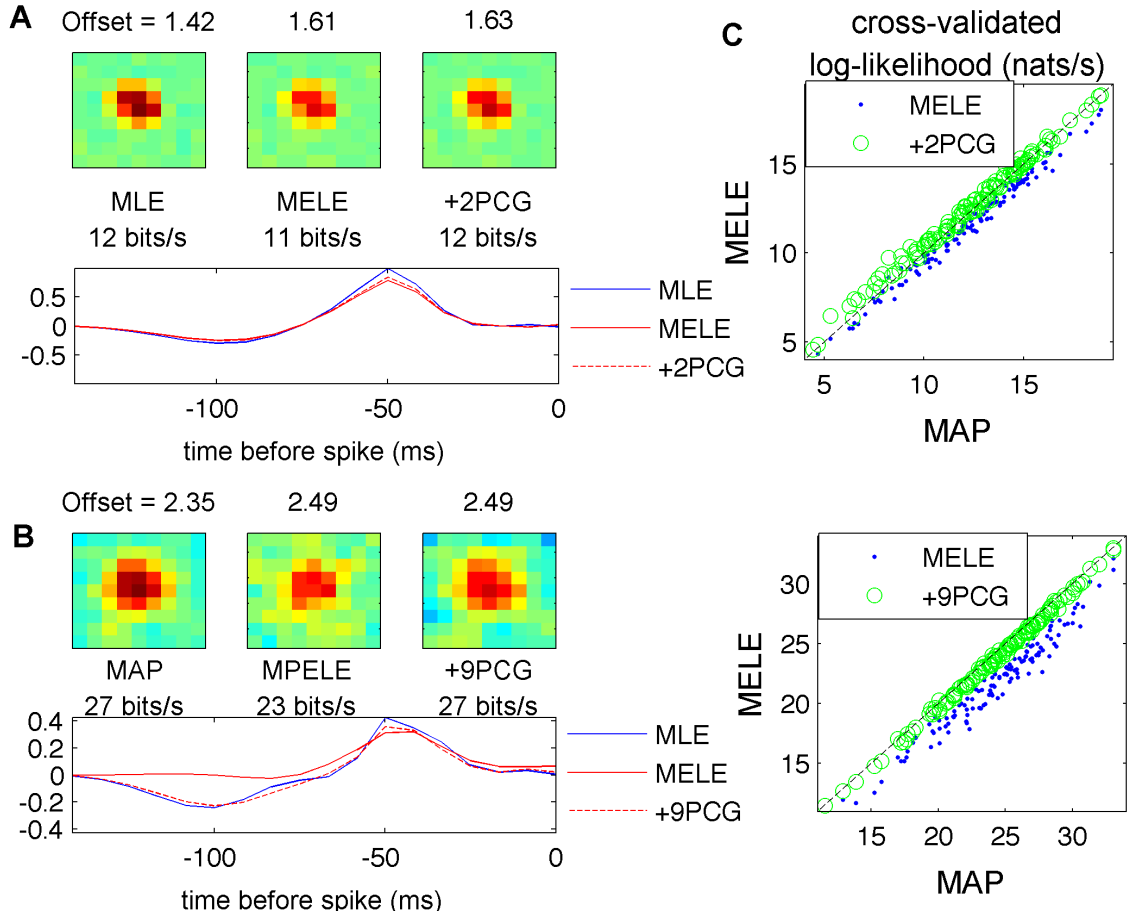 A
Offset = 1.42 1.61 1.63
MLE MELE +2PCG
12 bits/s 11 bits/s 12 bits/s
0.5
0
-0.5
-100 -50 0
time before spike (ms)
MLE
MELE
+2PCG
B
Offset = 2.35 2.49 2.49
MAP MPELE +9PCG
27 bits/s 23 bits/s 27 bits/s
0.4
0.2
0
-0.2
-0.4
-100 -50 0
time before spike (ms)
MLE
MELE
+9PCG
C
cross-validated
log-likelihood (nats/s)
MELE
+2PCG
15
10
5
MELE
5 10 15
MAP
MELE
+9PCG
30
25
20
15
MELE
15 20 25 30
MAP